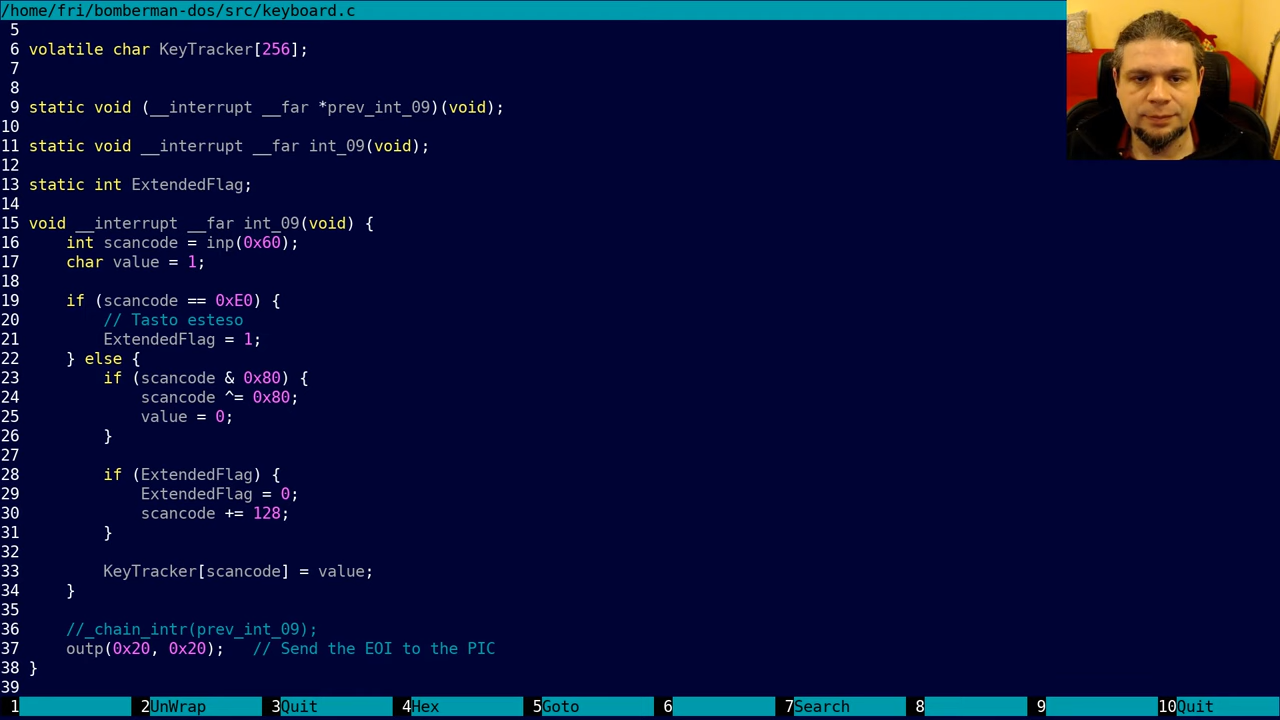 /home/fri/bomberman-dos/src/keyboard.c
5
6 volatile char KeyTracker[256];
7
8
9 static void (__interrupt __far *prev_int_09)(void);
10
11 static void __interrupt __far int_09(void);
12
13 static int ExtendedFlag;
14
15 void __interrupt __far int_09(void) {
16     int scancode = inp(0x60);
17     char value = 1;
18
19     if (scancode == 0xE0) {
20         // Tasto esteso
21         ExtendedFlag = 1;
22     } else {
23         if (scancode & 0x80) {
24             scancode ^= 0x80;
25             value = 0;
26         }
27
28         if (ExtendedFlag) {
29             ExtendedFlag = 0;
30             scancode += 128;
31         }
32
33         KeyTracker[scancode] = value;
34     }
35
36     //_chain_intr(prev_int_09);
37     outp(0x20, 0x20);   // Send the EOI to the PIC
38 }
39
1 2UnWrap 3Quit 4Hex 5Goto 6 7Search 8 9 10Quit